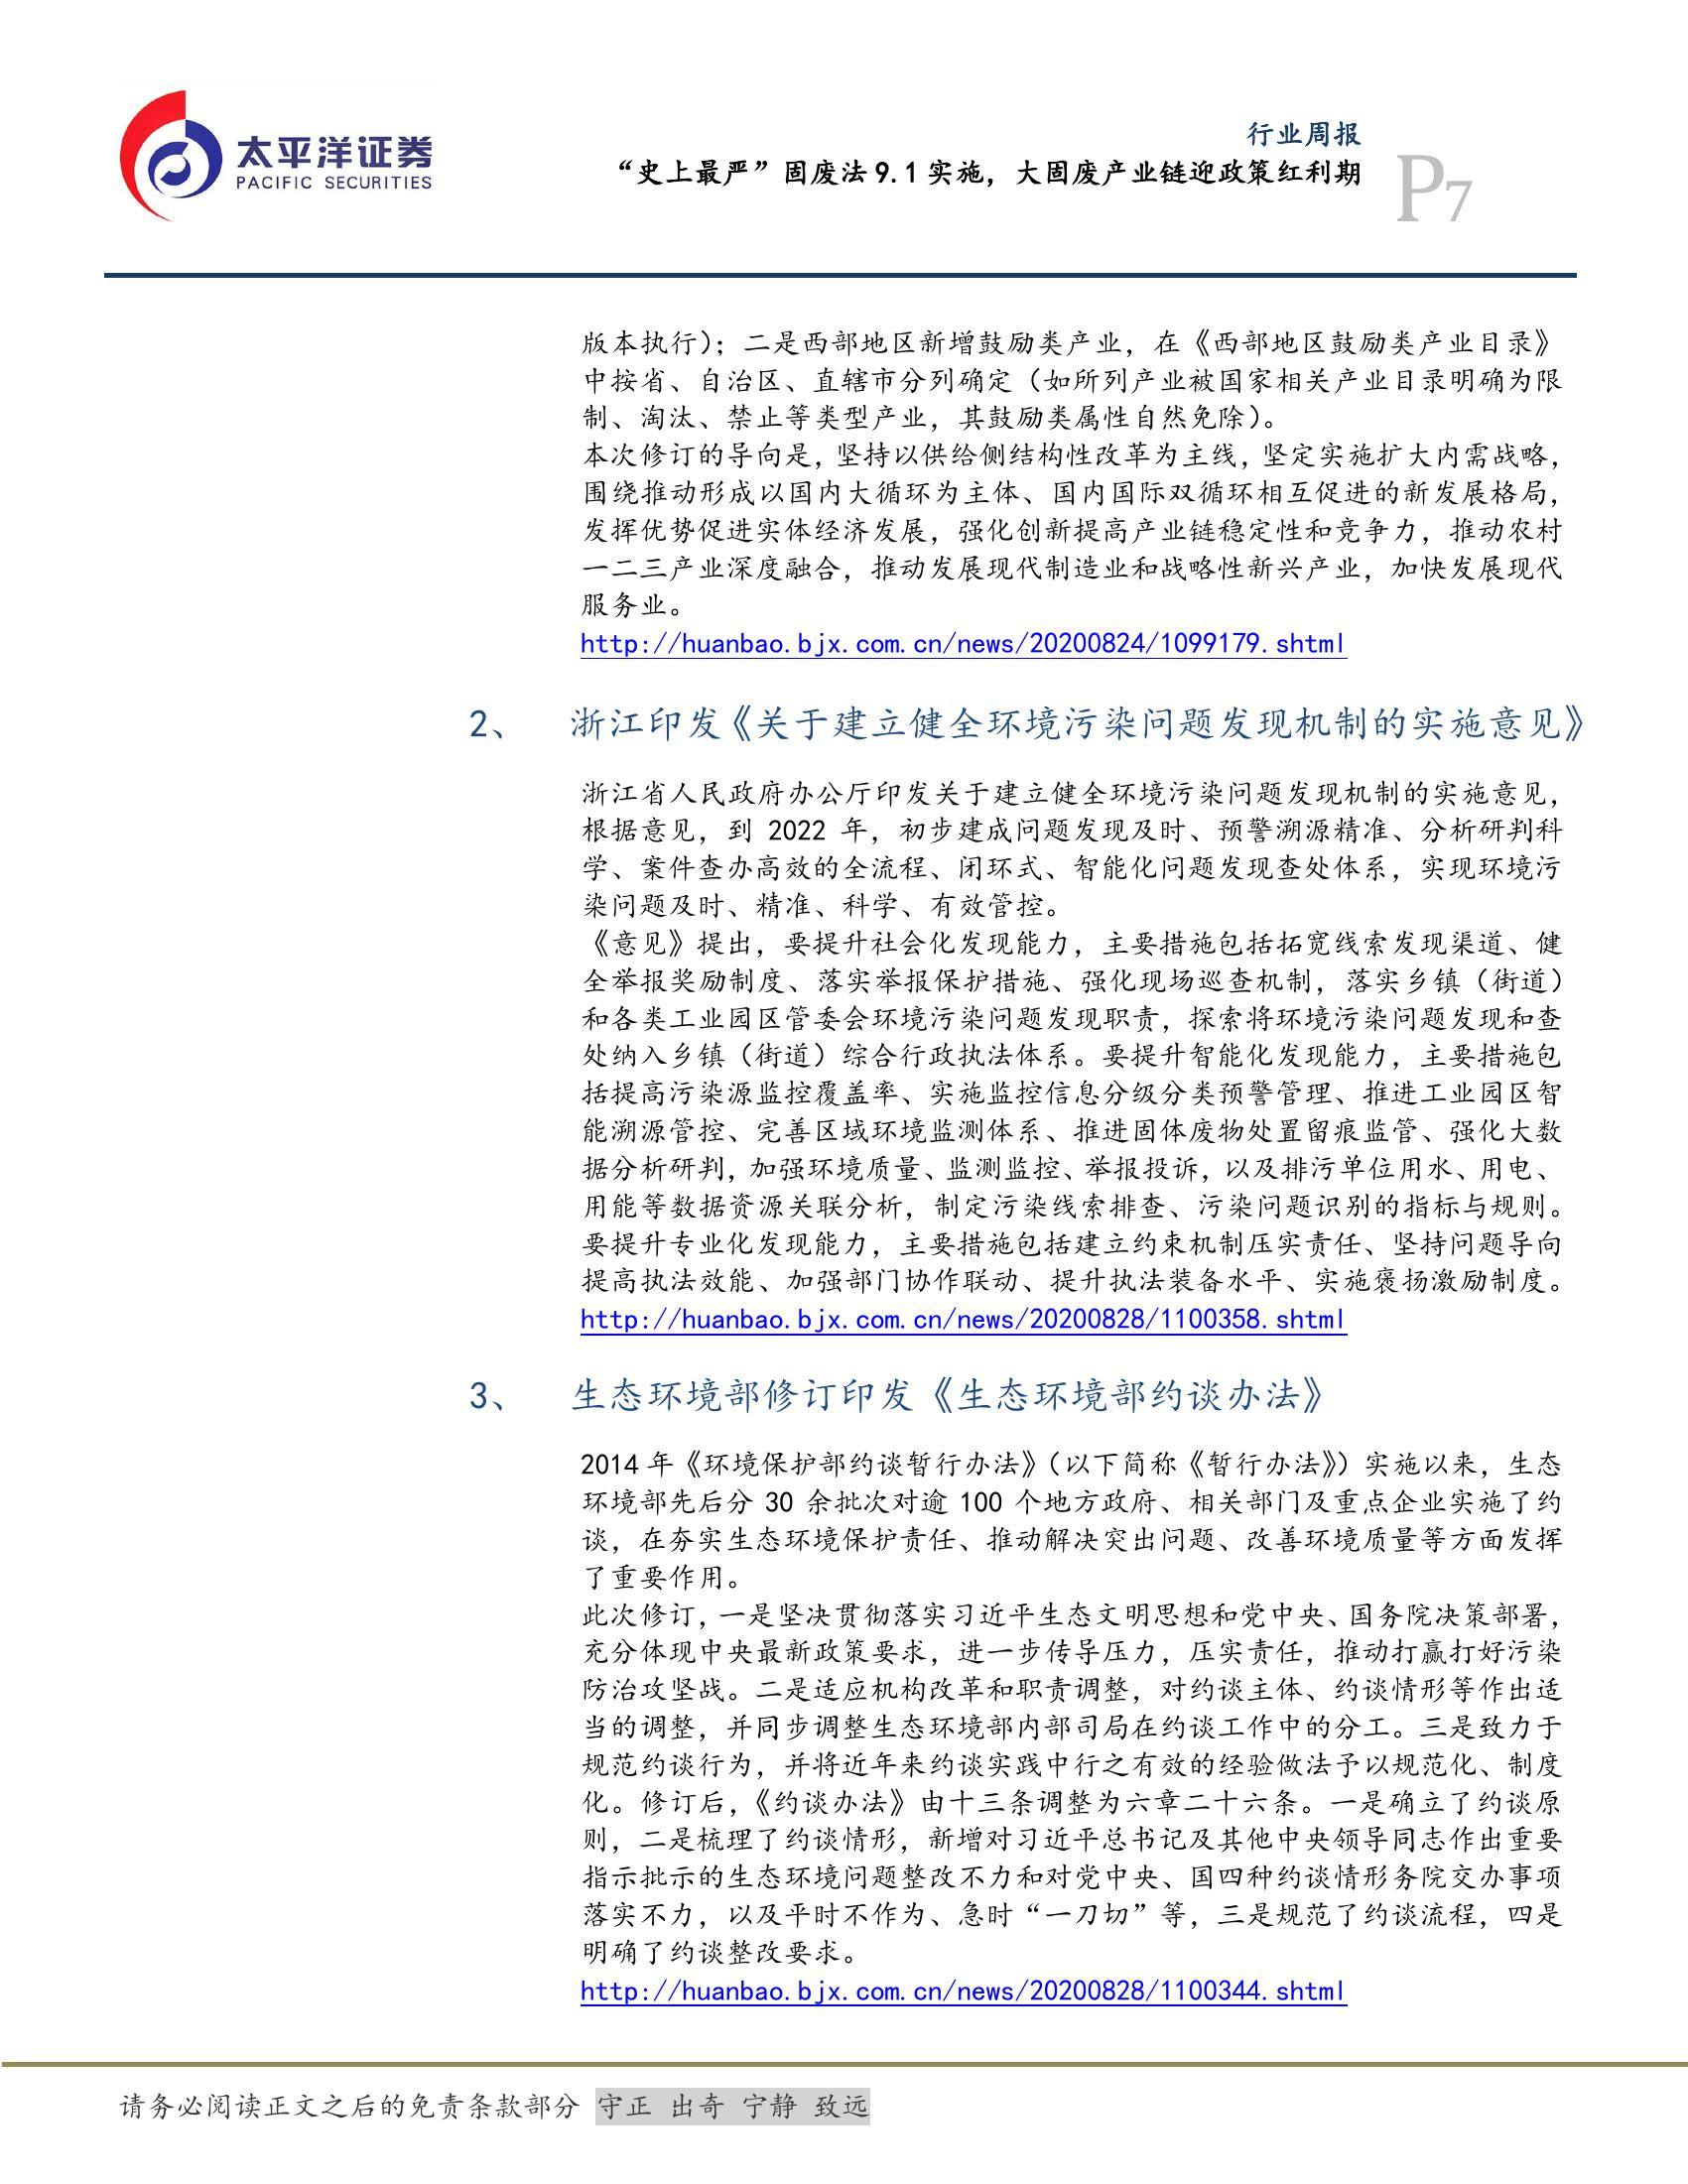 太平洋证券
PACIFIC SECURITIES
行业周报
“史上最严”固废法 9.1 实施，大固废产业链迎政策红利期
P7
版本执行）；二是西部地区新增鼓励类产业，在《西部地区鼓励类产业目录》
中按省、自治区、直辖市分列确定（如所列产业被国家相关产业目录明确为限
制、淘汰、禁止等类型产业，其鼓励类属性自然免除）。
本次修订的导向是，坚持以供给侧结构性改革为主线，坚定实施扩大内需战略，
围绕推动形成以国内大循环为主体、国内国际双循环相互促进的新发展格局，
发挥优势促进实体经济发展，强化创新提高产业链稳定性和竞争力，推动农村
一二三产业深度融合，推动发展现代制造业和战略性新兴产业，加快发展现代
服务业。
http://huanbao.bjx.com.cn/news/20200824/1099179.shtml
2、 浙江印发《关于建立健全环境污染问题发现机制的实施意见》
浙江省人民政府办公厅印发关于建立健全环境污染问题发现机制的实施意见，
根据意见，到 2022 年，初步建成问题发现及时、预警溯源精准、分析研判科
学、案件查办高效的全流程、闭环式、智能化问题发现查处体系，实现环境污
染问题及时、精准、科学、有效管控。
《意见》提出，要提升社会化发现能力，主要措施包括拓宽线索发现渠道、健
全举报奖励制度、落实举报保护措施、强化现场巡查机制，落实乡镇（街道）
和各类工业园区管委会环境污染问题发现职责，探索将环境污染问题发现和查
处纳入乡镇（街道）综合行政执法体系。要提升智能化发现能力，主要措施包
括提高污染源监控覆盖率、实施监控信息分级分类预警管理、推进工业园区智
能溯源管控、完善区域环境监测体系、推进固体废物处置留痕监管、强化大数
据分析研判，加强环境质量、监测监控、举报投诉，以及排污单位用水、用电、
用能等数据资源关联分析，制定污染线索排查、污染问题识别的指标与规则。
要提升专业化发现能力，主要措施包括建立约束机制压实责任、坚持问题导向
提高执法效能、加强部门协作联动、提升执法装备水平、实施褒扬激励制度。
http://huanbao.bjx.com.cn/news/20200828/1100358.shtml
3、 生态环境部修订印发《生态环境部约谈办法》
2014 年《环境保护部约谈暂行办法》（以下简称《暂行办法》）实施以来，生态
环境部先后分 30 余批次对逾 100 个地方政府、相关部门及重点企业实施了约
谈，在夯实生态环境保护责任、推动解决突出问题、改善环境质量等方面发挥
了重要作用。
此次修订，一是坚决贯彻落实习近平生态文明思想和党中央、国务院决策部署，
充分体现中央最新政策要求，进一步传导压力，压实责任，推动打赢打好污染
防治攻坚战。二是适应机构改革和职责调整，对约谈主体、约谈情形等作出适
当的调整，并同步调整生态环境部内部司局在约谈工作中的分工。三是致力于
规范约谈行为，并将近年来约谈实践中行之有效的经验做法予以规范化、制度
化。修订后，《约谈办法》由十三条调整为六章二十六条。一是确立了约谈原
则，二是梳理了约谈情形，新增对习近平总书记及其他中央领导同志作出重要
指示批示的生态环境问题整改不力和对党中央、国四种约谈情形务院交办事项
落实不力，以及平时不作为、急时“一刀切”等，三是规范了约谈流程，四是
明确了约谈整改要求。
http://huanbao.bjx.com.cn/news/20200828/1100344.shtml
请务必阅读正文之后的免责条款部分 守正 出奇 宁静 致远